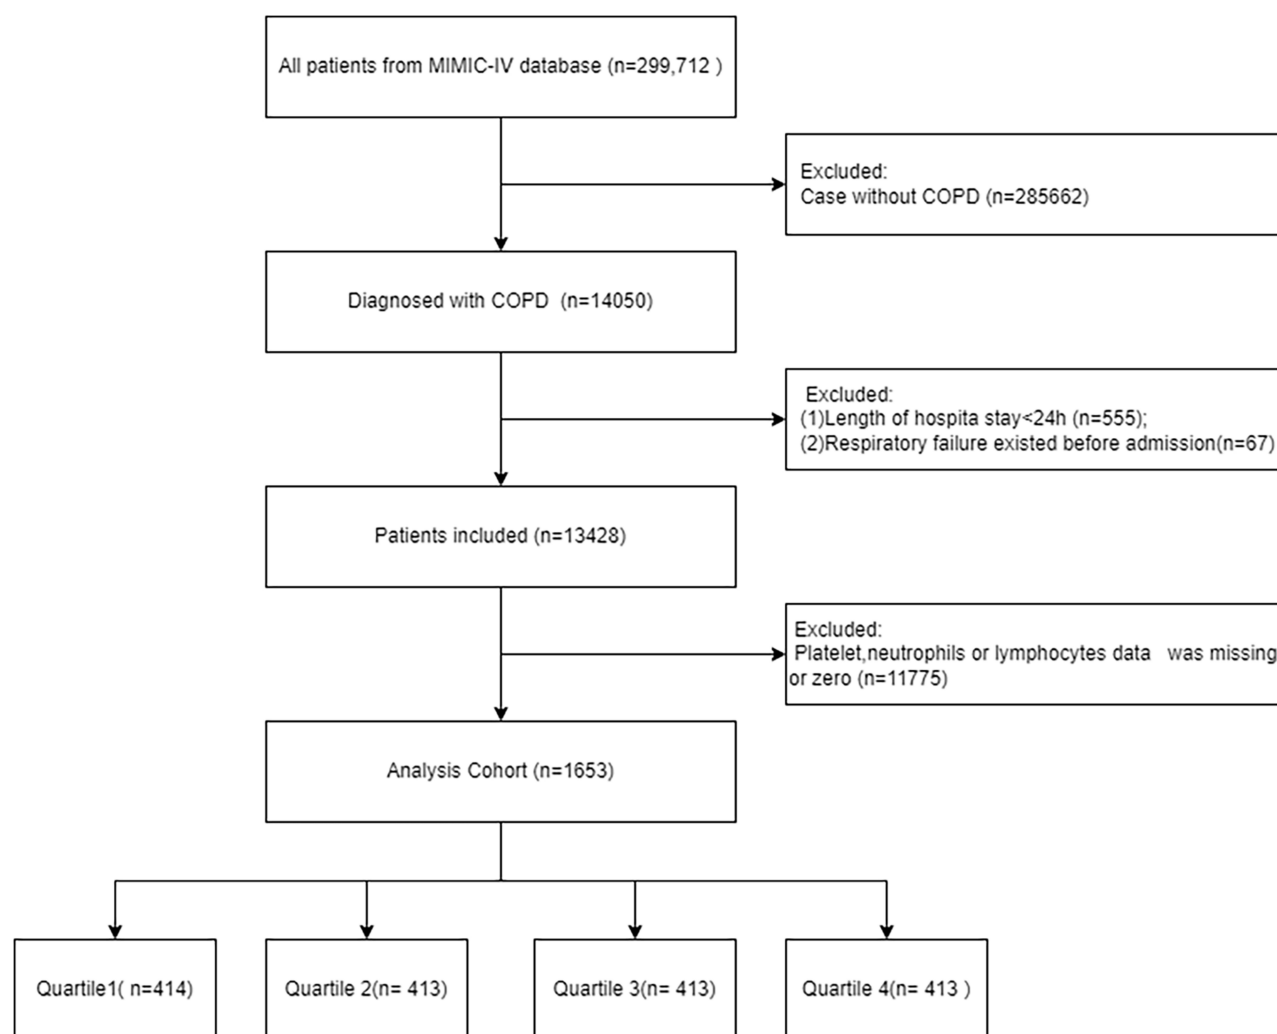 All patients from MIMIC-IV database (n=299,712 )
Excluded:
Case without COPD (n=285662)
Diagnosed with COPD (n=14050)
Excluded:
(1)Length of hospita stay<24h (n=555);
(2)Respiratory failure existed before admission(n=67)
Patients included (n=13428)
Excluded:
Platelet,neutrophils or lymphocytes data was missing
or zero (n=11775)
Analysis Cohort (n=1653)
Quartile1( n=414)
Quartile 2(n= 413)
Quartile 3(n= 413)
Quartile 4(n= 413 )